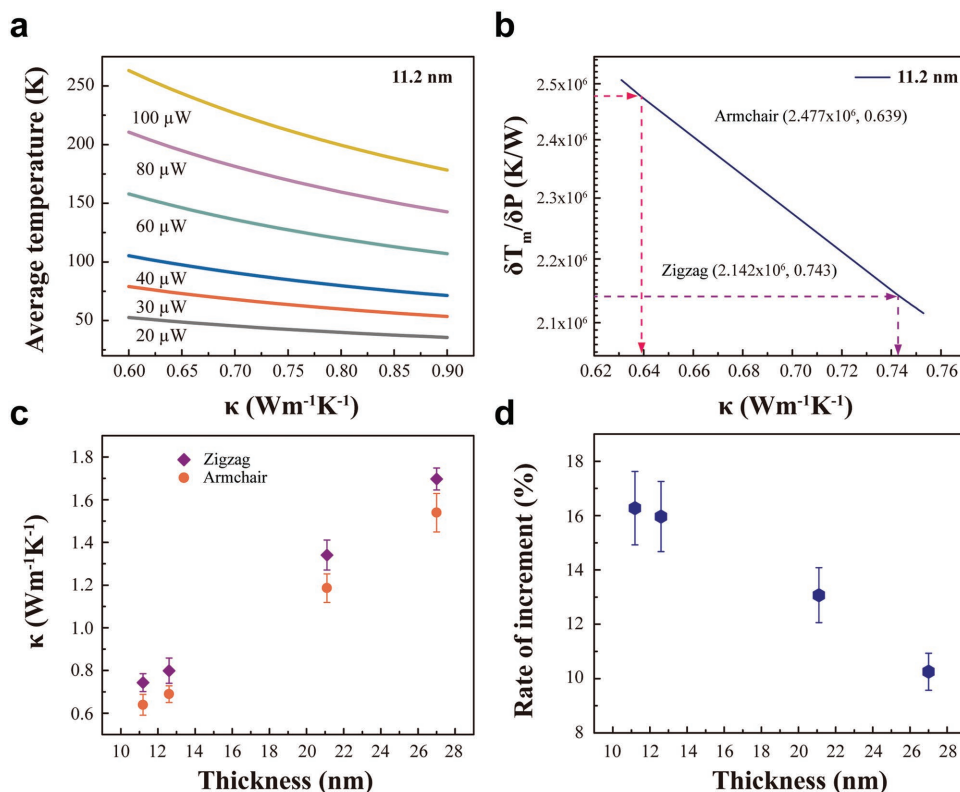 a
Average temperature (K)
250
200
150
100
50
11.2 nm
100 µW
80 µW
60 µW
40 µW
30 µW
20 µW
0.60 0.65 0.70 0.75 0.80 0.85 0.90
κ (Wm⁻¹K⁻¹)
b
δTₘ/δP (K/W)
2.5x10⁶
2.4x10⁶
2.3x10⁶
2.2x10⁶
2.1x10⁶
11.2 nm
Armchair (2.477x10⁶, 0.639)
Zigzag (2.142x10⁶, 0.743)
0.62 0.64 0.66 0.68 0.70 0.72 0.74 0.76
κ (Wm⁻¹K⁻¹)
c
κ (Wm⁻¹K⁻¹)
1.8
1.6
1.4
1.2
1.0
0.8
0.6
Zigzag
Armchair
10 12 14 16 18 20 22 24 26 28
Thickness (nm)
d
Rate of increment (%)
18
16
14
12
10
8
10 12 14 16 18 20 22 24 26 28
Thickness (nm)